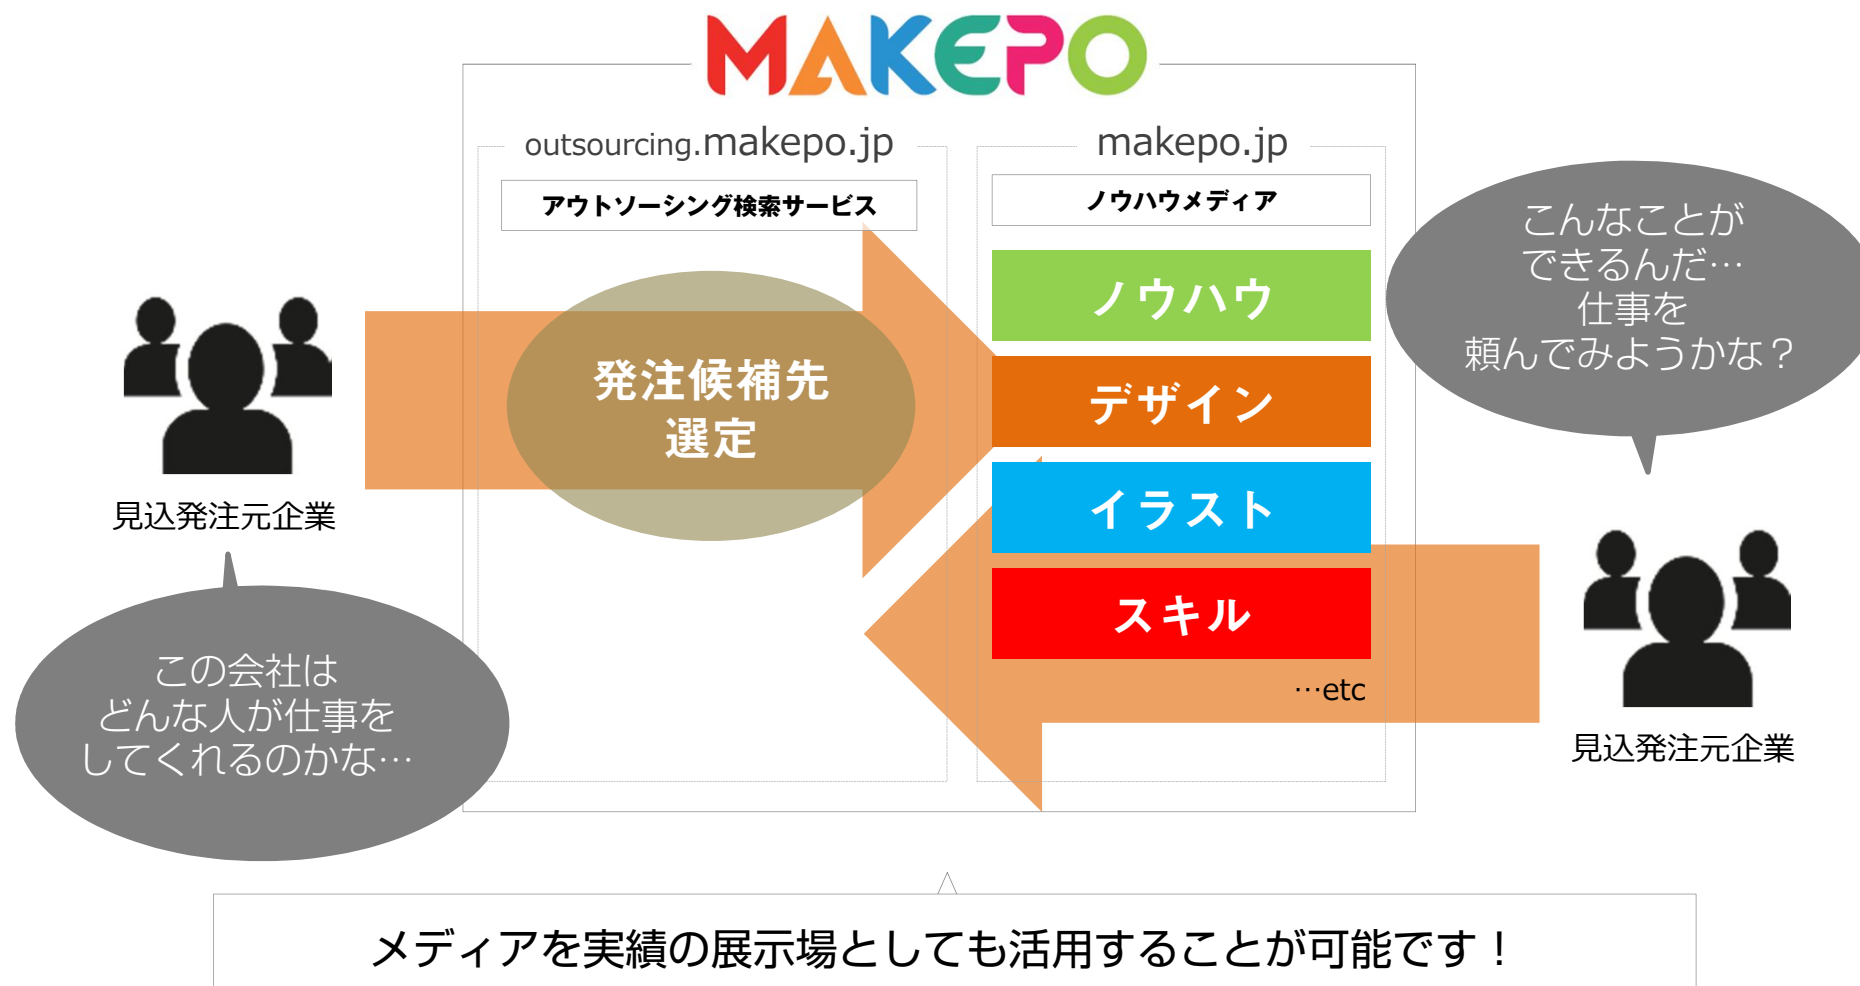 MAKEPO
outsourcing.makepo.jp
アウトソーシング検索サービス
発注候補先
選定
makepo.jp
ノウハウメディア
ノウハウ
デザイン
イラスト
スキル
…etc
見込発注元企業
この会社は
どんな人が仕事を
してくれるのかな…
こんなことが
できるんだ…
仕事を
頼んでみようかな？
見込発注元企業
メディアを実績の展示場としても活用することが可能です！